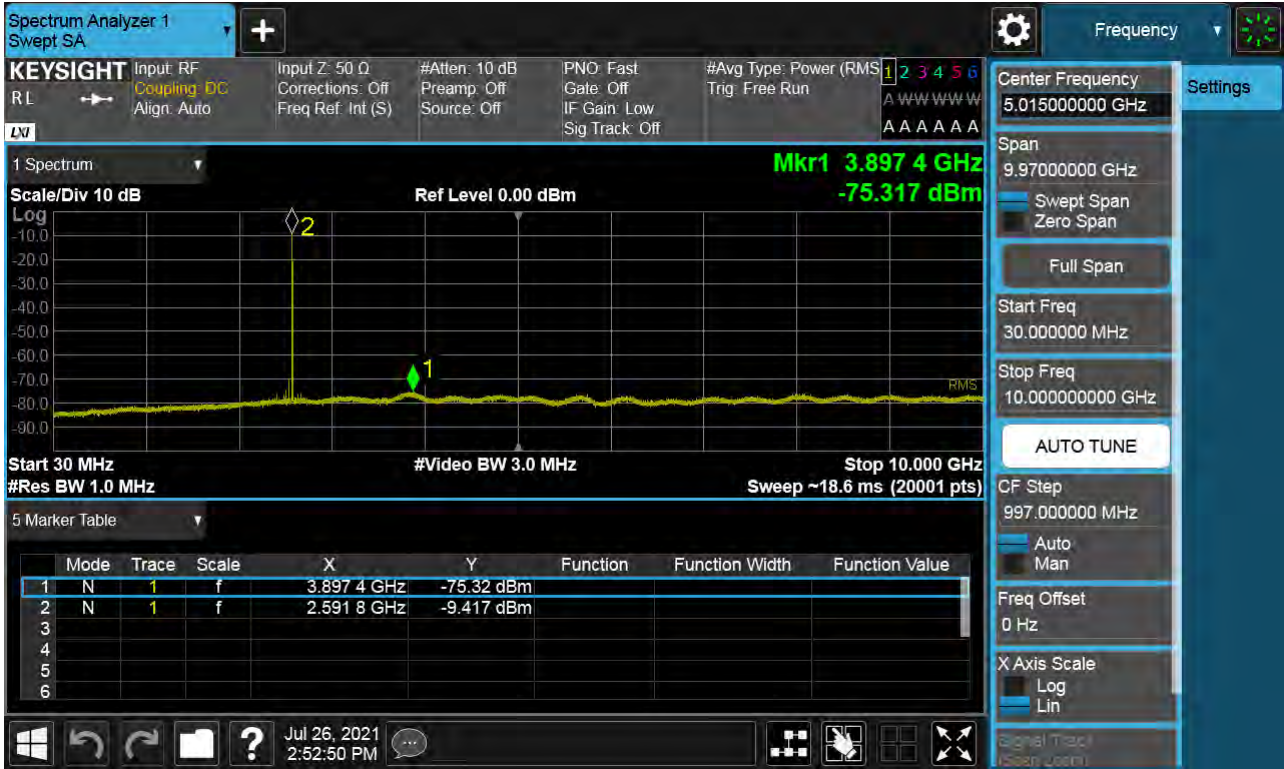 Spectrum Analyzer 1
Swept SA
+
Frequency
KEYSIGHT
RL
LXI
Input: RF
Coupling: DC
Align: Auto
Input Z: 50 Ω
Corrections: Off
Freq Ref: Int (S)
#Atten: 10 dB
Preamp: Off
Source: Off
PNO: Fast
Gate: Off
IF Gain: Low
Sig Track: Off
#Avg Type: Power (RMS
Trig: Free Run
1 2 3 4 5 6
A W W W W W
A A A A A A
1 Spectrum
Mkr1 3.897 4 GHz
-75.317 dBm
Scale/Div 10 dB
Ref Level 0.00 dBm
Log
-10.0
-20.0
-30.0
-40.0
-50.0
-60.0
-70.0
-80.0
-90.0
2
1
RMS
Start 30 MHz
#Video BW 3.0 MHz
Stop 10.000 GHz
#Res BW 1.0 MHz
Sweep ~18.6 ms (20001 pts)
5 Marker Table
Mode Trace Scale X Y Function Function Width Function Value
1 N 1 f 3.897 4 GHz -75.32 dBm
2 N 1 f 2.591 8 GHz -9.417 dBm
3
4
5
6
?
Jul 26, 2021
2:52:50 PM
Center Frequency
5.015000000 GHz
Settings
Span
9.97000000 GHz
Swept Span
Zero Span
Full Span
Start Freq
30.000000 MHz
Stop Freq
10.000000000 GHz
AUTO TUNE
CF Step
997.000000 MHz
Auto
Man
Freq Offset
0 Hz
X Axis Scale
Log
Lin
Signal Track
(Span Zoom)